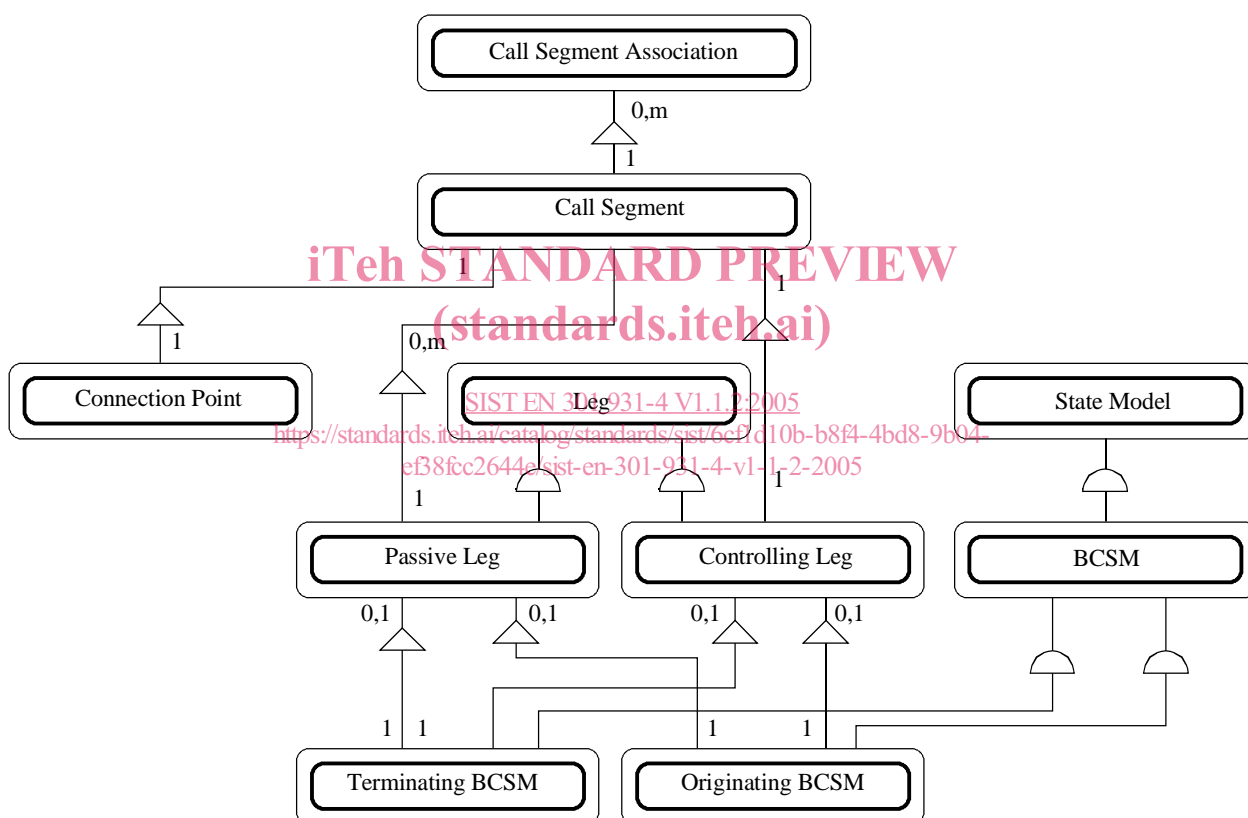 Call Segment Association
0,m
1
Call Segment
iTeh STANDARD PREVIEW
(standards.iteh.ai)
1
1
0,m
1
Connection Point
Leg
State Model
SIST EN 301 931-4 V1.1.2:2005
https://standards.iteh.ai/catalog/standards/sist/6cf7d10b-b8f4-4bd8-9b04-
ef38fcc2644e/sist-en-301-931-4-v1-1-2-2005
1
1
Passive Leg
Controlling Leg
BCSM
0,1
0,1
0,1
0,1
1
1
1
1
Terminating BCSM
Originating BCSM